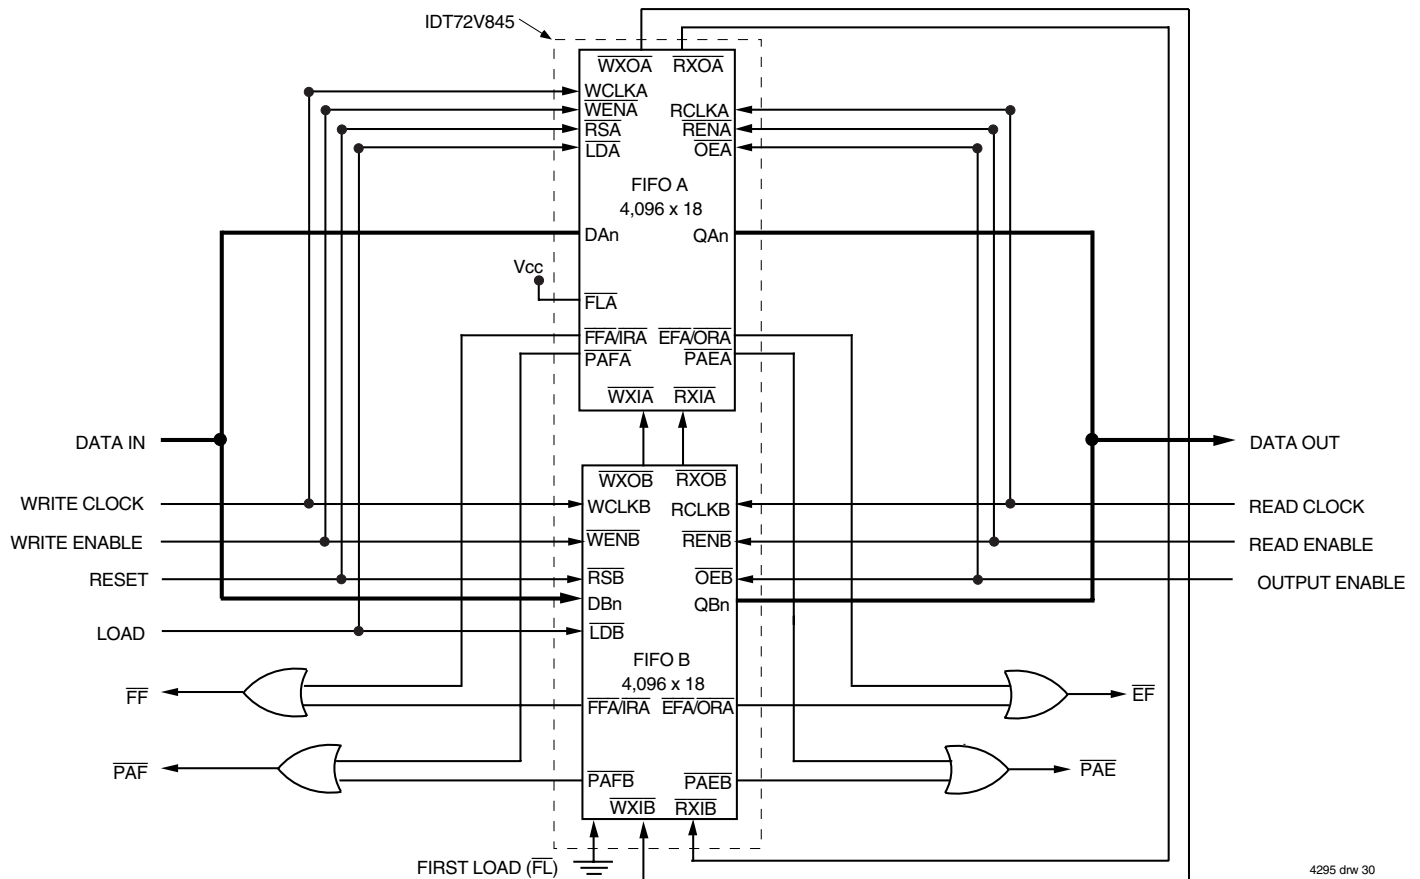 IDT72V845
WXOA RXOA
WCLKA
WENA
RSA
LDA
RCLKA
RENA
OEA
FIFO A
4,096 x 18
DAn
QAn
Vcc
FLA
FFA/IRA EFA/ORA
PAFA PAEA
WXIA RXIA
DATA IN
DATA OUT
WXOB RXOB
WRITE CLOCK
WCLKB RCLKB
READ CLOCK
WRITE ENABLE
WENB RENB
READ ENABLE
RESET
RSB OEB
OUTPUT ENABLE
DBn QBn
LOAD
LDB
FIFO B
4,096 x 18
FF
FFA/IRA EFA/ORA
EF
PAF
PAFB PAEB
PAE
WXIB RXIB
FIRST LOAD (FL)
4295 drw 30